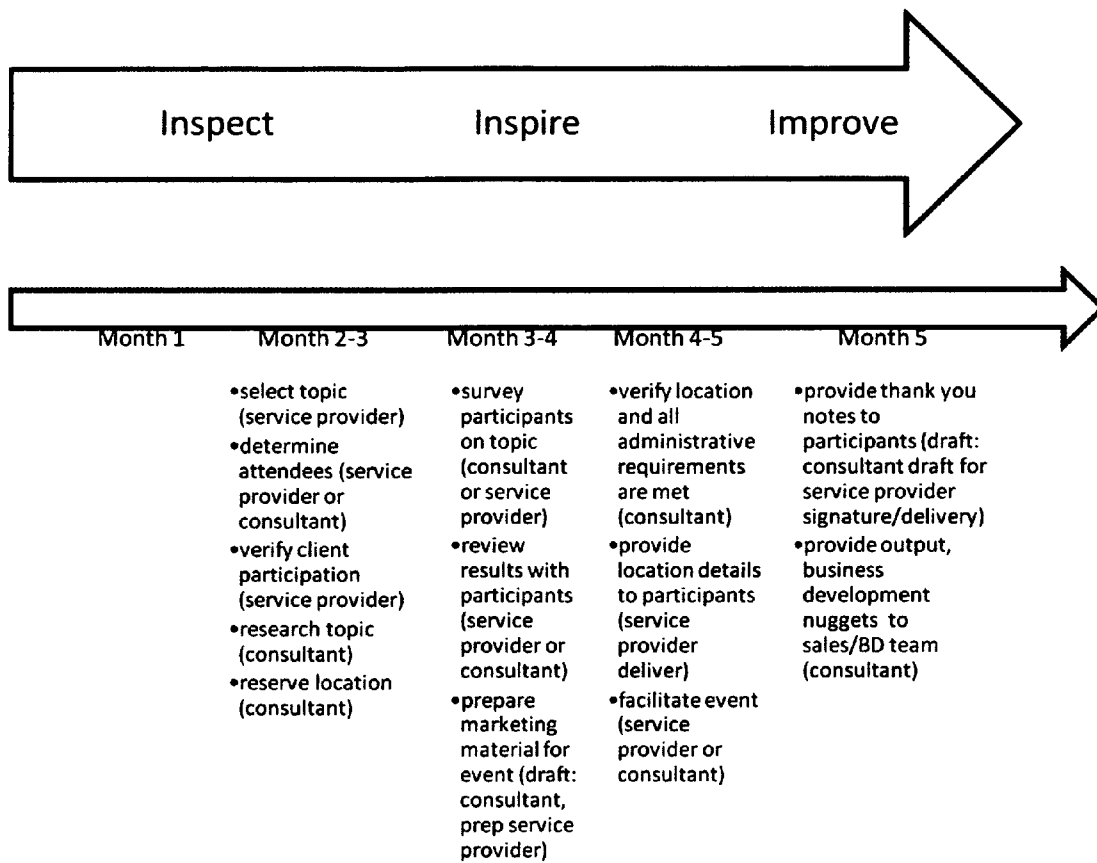 Inspect Inspire Improve
Month 1 Month 2-3 Month 3-4 Month 4-5 Month 5
•select topic
(service provider)
•determine
attendees (service
provider or
consultant)
•verify client
participation
(service provider)
•research topic
(consultant)
•reserve location
(consultant)
•survey
participants
on topic
(consultant
or service
provider)
•review
results with
participants
(service
provider or
consultant)
•prepare
marketing
material for
event (draft:
consultant,
prep service
provider)
•verify location
and all
administrative
requirements
are met
(consultant)
•provide
location details
to participants
(service
provider
deliver)
•facilitate event
(service
provider or
consultant)
•provide thank you
notes to
participants (draft:
consultant draft for
service provider
signature/delivery)
•provide output,
business
development
nuggets to
sales/BD team
(consultant)